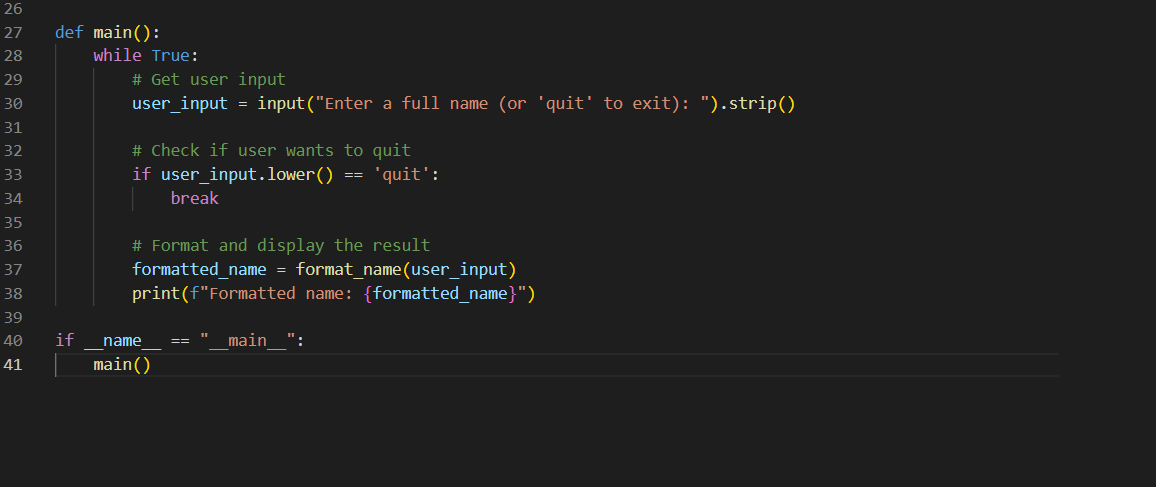 26
27 def main():
28     while True:
29         # Get user input
30         user_input = input("Enter a full name (or 'quit' to exit): ").strip()
31
32         # Check if user wants to quit
33         if user_input.lower() == 'quit':
34             break
35
36         # Format and display the result
37         formatted_name = format_name(user_input)
38         print(f"Formatted name: {formatted_name}")
39
40 if __name__ == "__main__":
41     main()